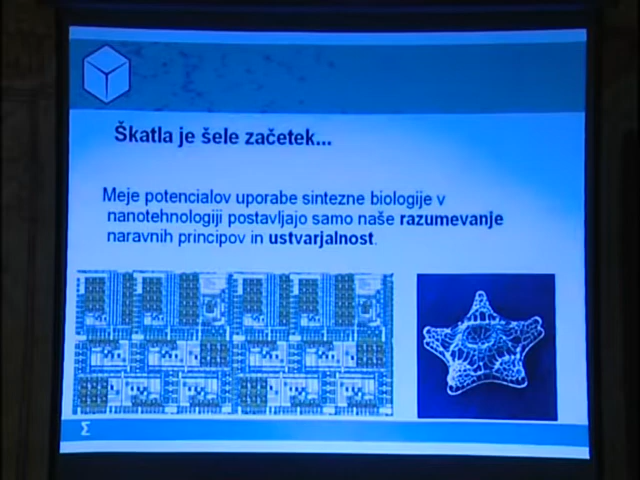 Škatla je šele začetek...
Meje potencialov uporabe sintezne biologije v
nanotehnologiji postavljajo samo naše razumevanje
naravnih principov in ustvarjalnost.
Σ